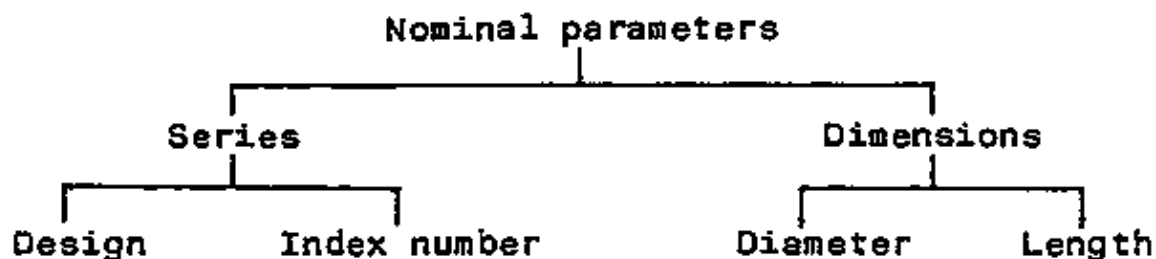 Nominal parameters
Series Dimensions
Design Index number Diameter Length